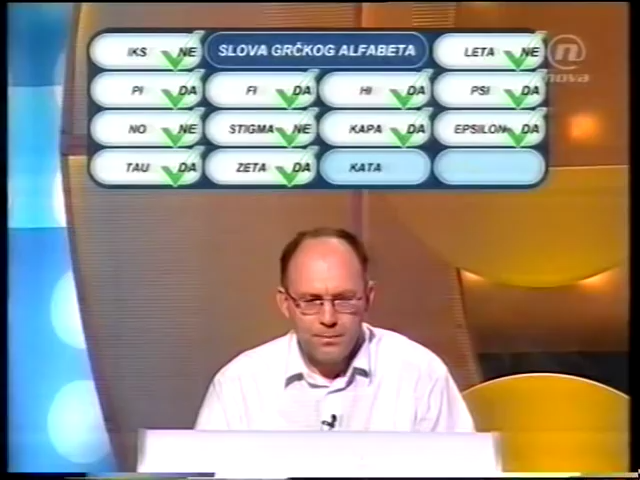 IKS NE SLOVA GRČKOG ALFABETA LETA NE
PI DA FI DA HI DA PSI DA
NO NE STIGMA NE KAPA DA EPSILON DA
TAU DA ZETA DA KATA
nova